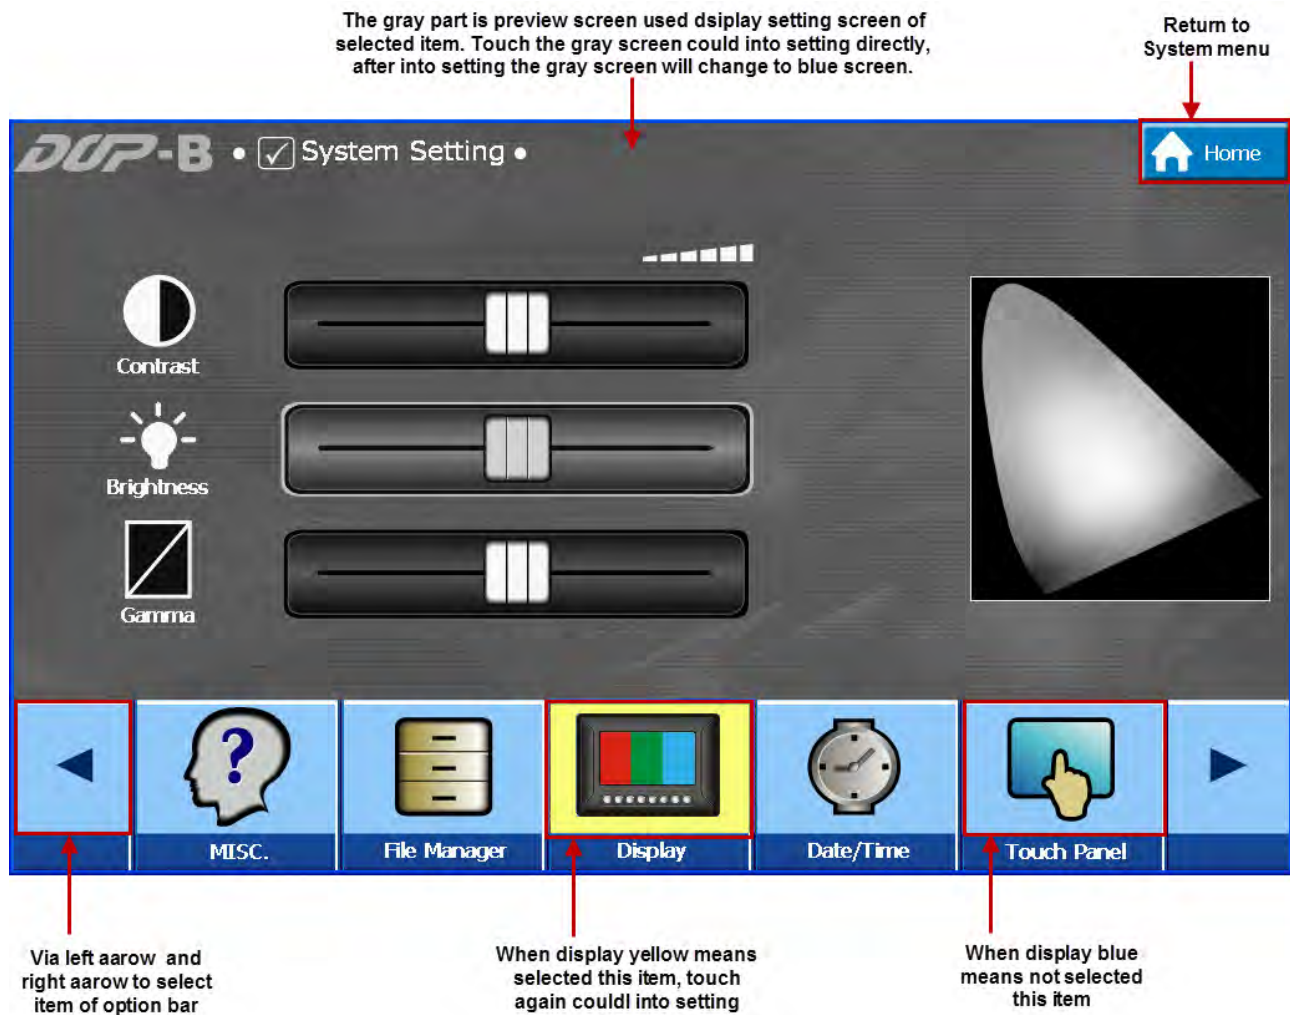 The gray part is preview screen used dsiplay setting screen of
selected item. Touch the gray screen could into setting directly,
after into setting the gray screen will change to blue screen.
Return to
System menu
DOP-B • System Setting •
Home
Contrast
Brightness
Gamma
?
MISC.
File Manager
Display
Date/Time
Touch Panel
Via left aarow and
right aarow to select
item of option bar
When display yellow means
selected this item, touch
again couldl into setting
When display blue
means not selected
this item